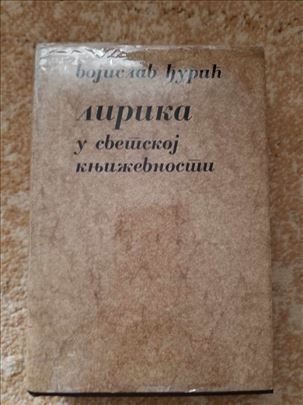 војислав ђурић
лирика
у светској
књижевности